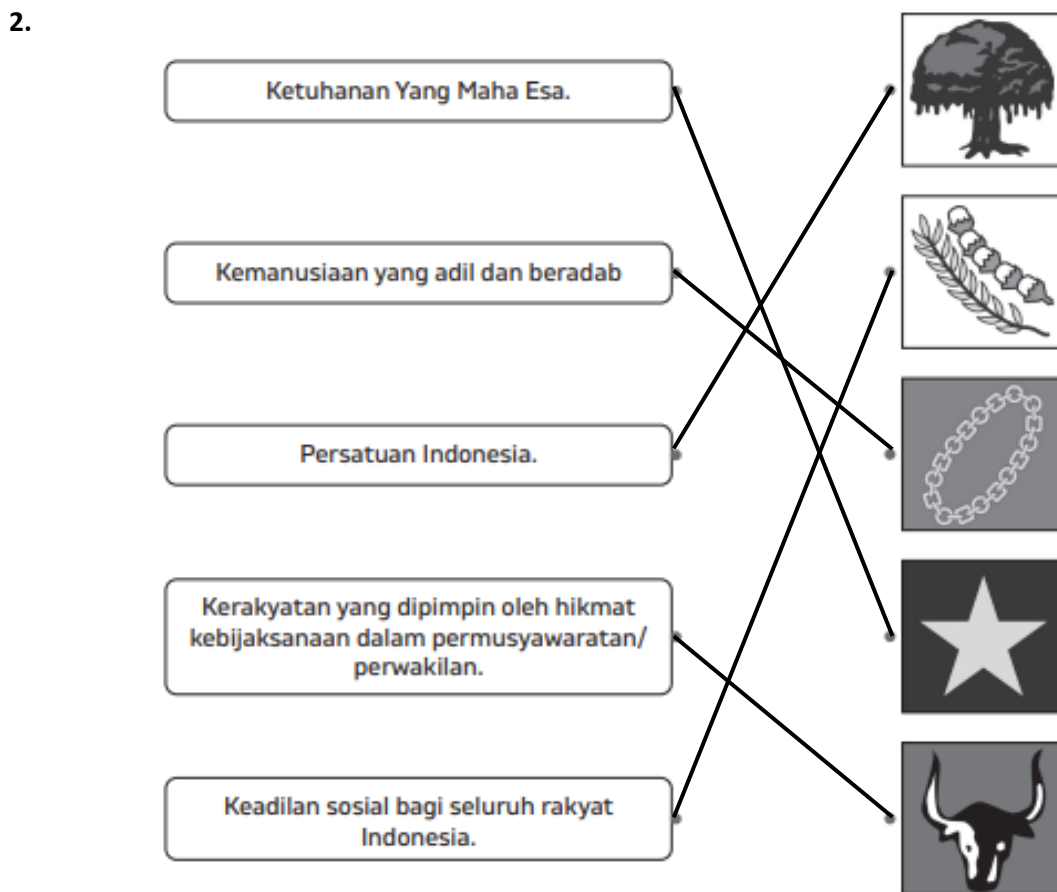 2.
Ketuhanan Yang Maha Esa.
Kemanusiaan yang adil dan beradab
Persatuan Indonesia.
Kerakyatan yang dipimpin oleh hikmat
kebijaksanaan dalam permusyawaratan/
perwakilan.
Keadilan sosial bagi seluruh rakyat
Indonesia.